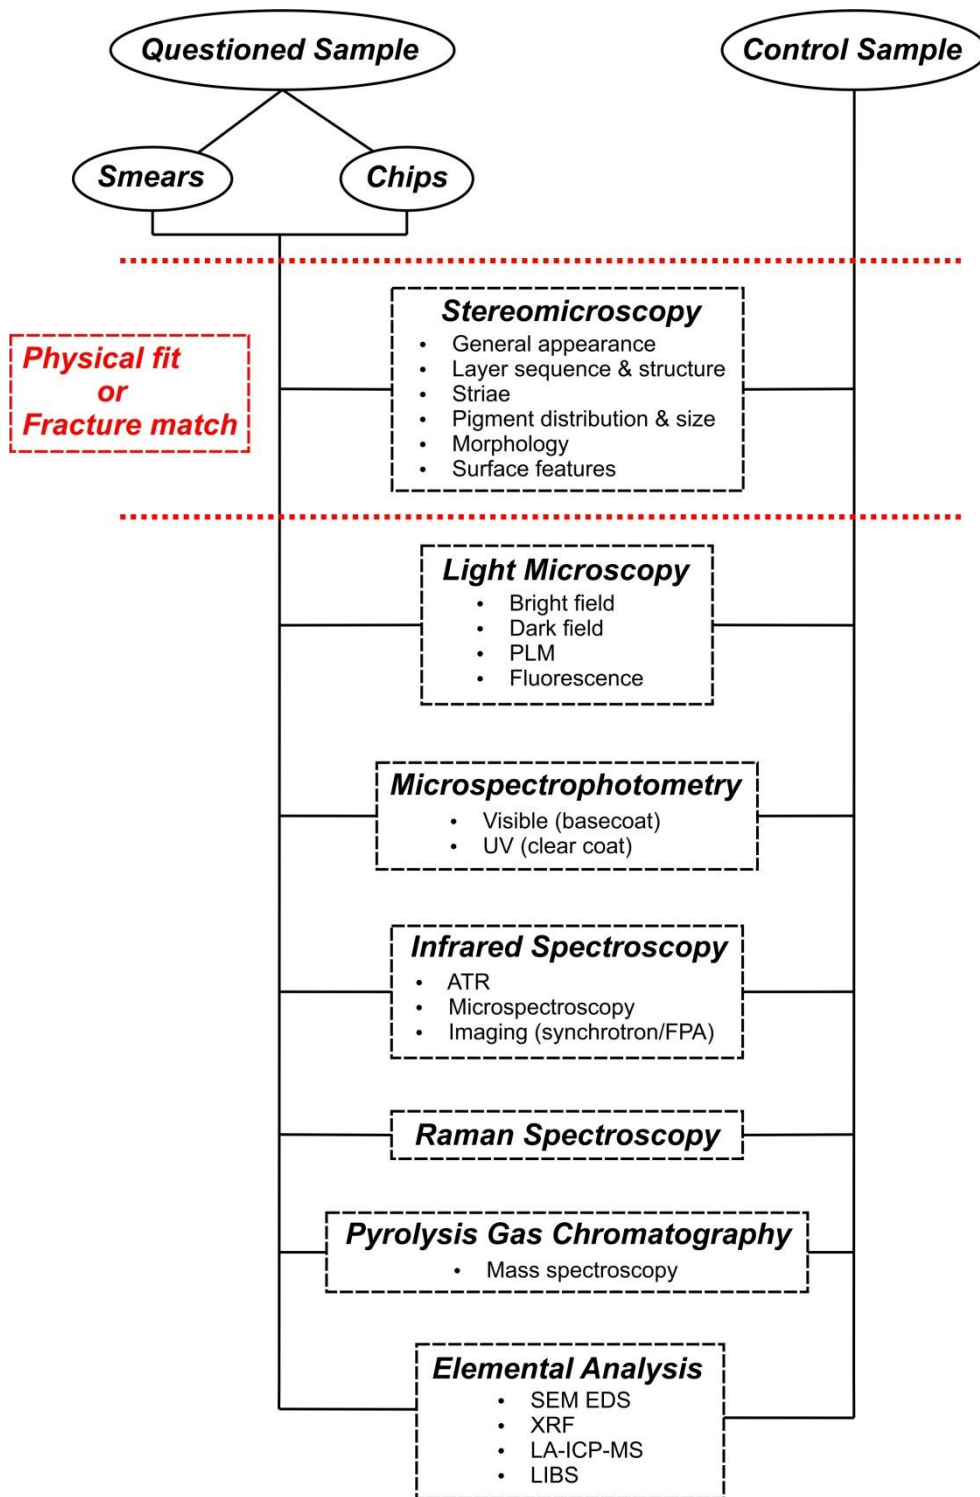 Questioned Sample
Control Sample
Smears
Chips
Physical fit
or
Fracture match
Stereomicroscopy
• General appearance
• Layer sequence & structure
• Striae
• Pigment distribution & size
• Morphology
• Surface features
Light Microscopy
• Bright field
• Dark field
• PLM
• Fluorescence
Microspectrophotometry
• Visible (basecoat)
• UV (clear coat)
Infrared Spectroscopy
• ATR
• Microspectroscopy
• Imaging (synchrotron/FPA)
Raman Spectroscopy
Pyrolysis Gas Chromatography
• Mass spectroscopy
Elemental Analysis
• SEM EDS
• XRF
• LA-ICP-MS
• LIBS